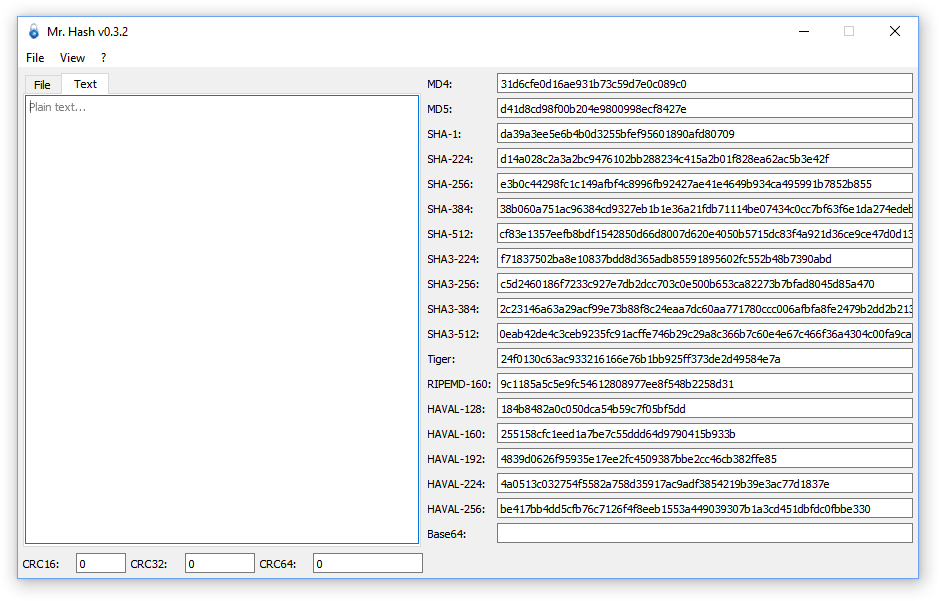 Mr. Hash v0.3.2
File View ?
File Text
Plain text...
MD4: 31d6cfe0d16ae931b73c59d7e0c089c0
MD5: d41d8cd98f00b204e9800998ecf8427e
SHA-1: da39a3ee5e6b4b0d3255bfef95601890afd80709
SHA-224: d14a028c2a3a2bc9476102bb288234c415a2b01f828ea62ac5b3e42f
SHA-256: e3b0c44298fc1c149afbf4c8996fb92427ae41e4649b934ca495991b7852b855
SHA-384: 38b060a751ac96384cd9327eb1b1e36a21fdb71114be07434c0cc7bf63f6e1da274edeb
SHA-512: cf83e1357eefb8bdf1542850d66d8007d620e4050b5715dc83f4a921d36ce9ce47d0d13
SHA3-224: f71837502ba8e10837bdd8d365adb85591895602fc552b48b7390abd
SHA3-256: c5d2460186f7233c927e7db2dcc703c0e500b653ca82273b7bfad8045d85a470
SHA3-384: 2c23146a63a29acf99e73b88f8c24eaa7dc60aa771780ccc006afbfa8fe2479b2dd2b213
SHA3-512: 0eab42de4c3ceb9235fc91acffe746b29c29a8c366b7c60e4e67c466f36a4304c00fa9ca
Tiger: 24f0130c63ac933216166e76b1bb925ff373de2d49584e7a
RIPEMD-160: 9c1185a5c5e9fc54612808977ee8f548b2258d31
HAVAL-128: 184b8482a0c050dca54b59c7f05bf5dd
HAVAL-160: 255158cfc1eed1a7be7c55ddd64d9790415b933b
HAVAL-192: 4839d0626f95935e17ee2fc4509387bbe2cc46cb382ffe85
HAVAL-224: 4a0513c032754f5582a758d35917ac9adf3854219b39e3ac77d1837e
HAVAL-256: be417bb4dd5cfb76c7126f4f8eeb1553a449039307b1a3cd451dbfdc0fbbe330
Base64:
CRC16: 0 CRC32: 0 CRC64: 0